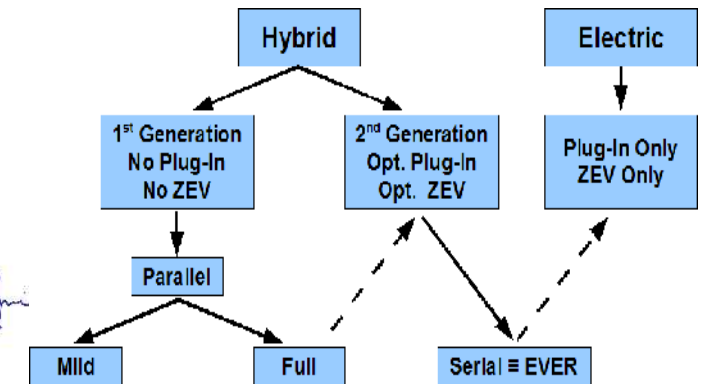 Hybrid
Electric
1st Generation
No Plug-In
No ZEV
2nd Generation
Opt. Plug-In
Opt. ZEV
Plug-In Only
ZEV Only
Parallel
Mild
Full
Serial ≡ EVER